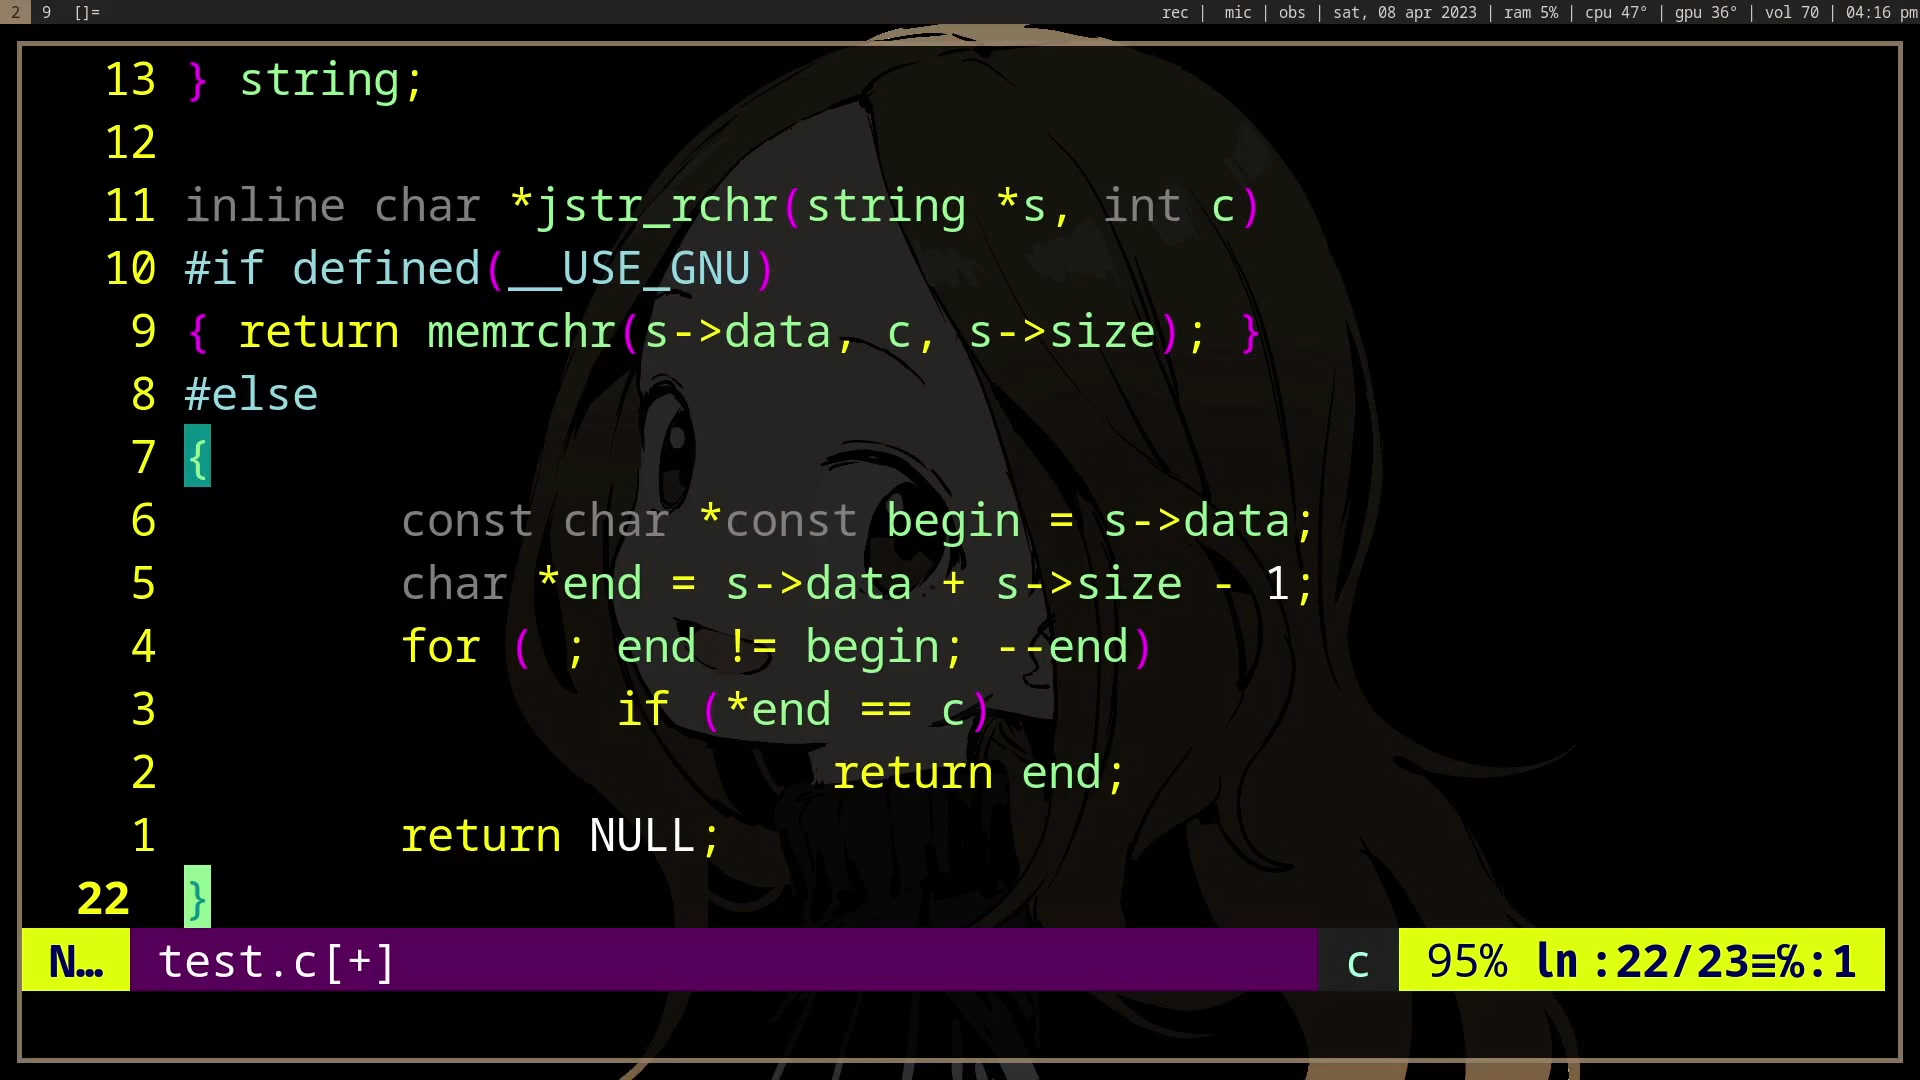 2 9 []= rec | mic | obs | sat, 08 apr 2023 | ram 5% | cpu 47° | gpu 36° | vol 70 | 04:16 pm
13 } string;
12
11 inline char *jstr_rchr(string *s, int c)
10 #if defined(__USE_GNU)
9 { return memrchr(s->data, c, s->size); }
8 #else
7 {
6 const char *const begin = s->data;
5 char *end = s->data + s->size - 1;
4 for ( ; end != begin; --end)
3 if (*end == c)
2 return end;
1 return NULL;
22 }
N… test.c[+] c 95% ln :22/23≡℅:1